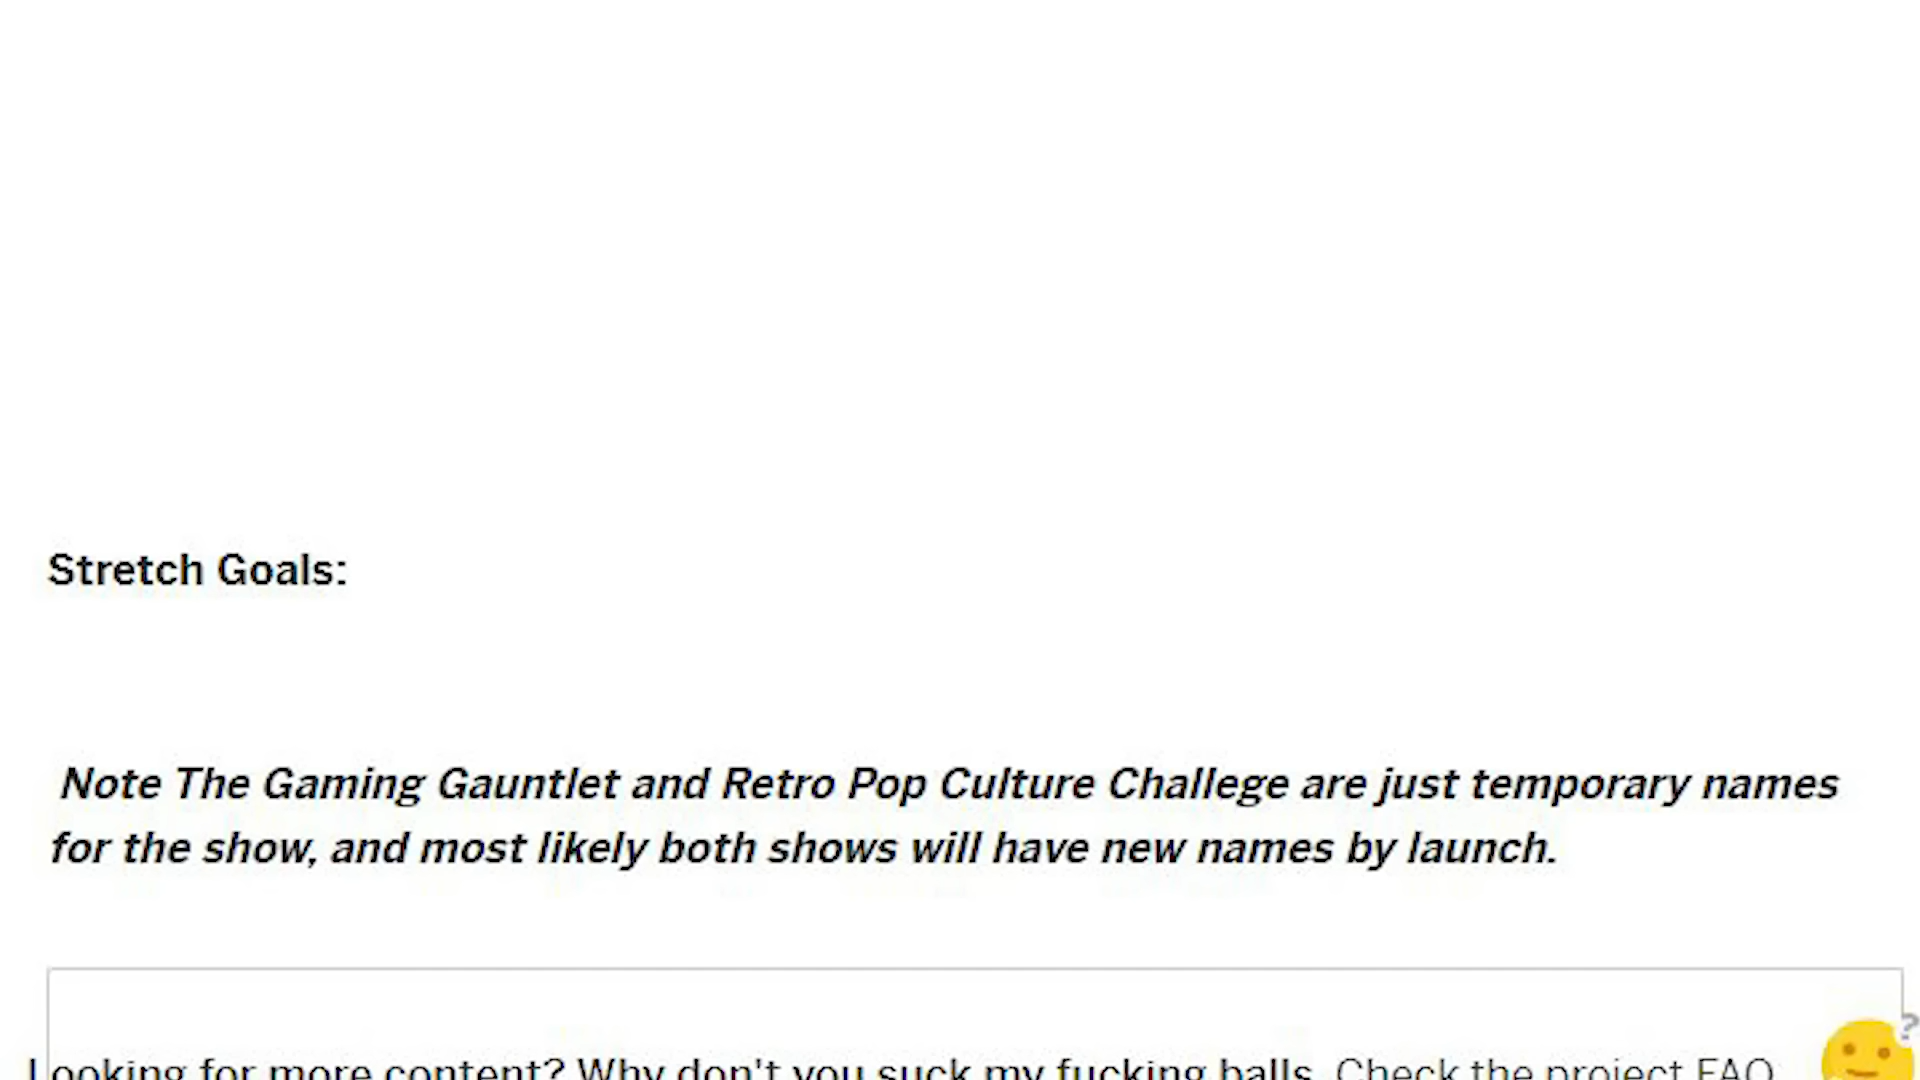 Stretch Goals:
Note The Gaming Gauntlet and Retro Pop Culture Challege are just temporary names
for the show, and most likely both shows will have new names by launch.
Looking for more content? Why don't you suck my fucking balls. Check the project FAQ
?